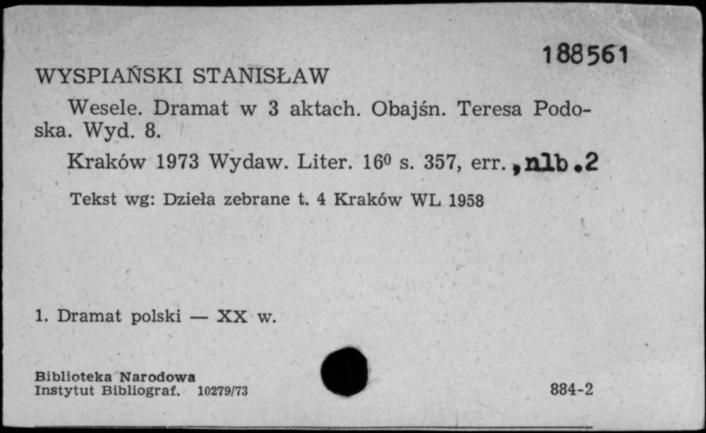 188561
WYSPIAŃSKI STANISŁAW
Wesele. Dramat w 3 aktach. Obajśn. Teresa Podo-
ska. Wyd. 8.
Kraków 1973 Wydaw. Liter. 16⁰ s. 357, err. , nlb.2
Tekst wg: Dzieła zebrane t. 4 Kraków WL 1958
1. Dramat polski — XX w.
Biblioteka Narodowa
Instytut Bibliograf. 10279/73
884-2